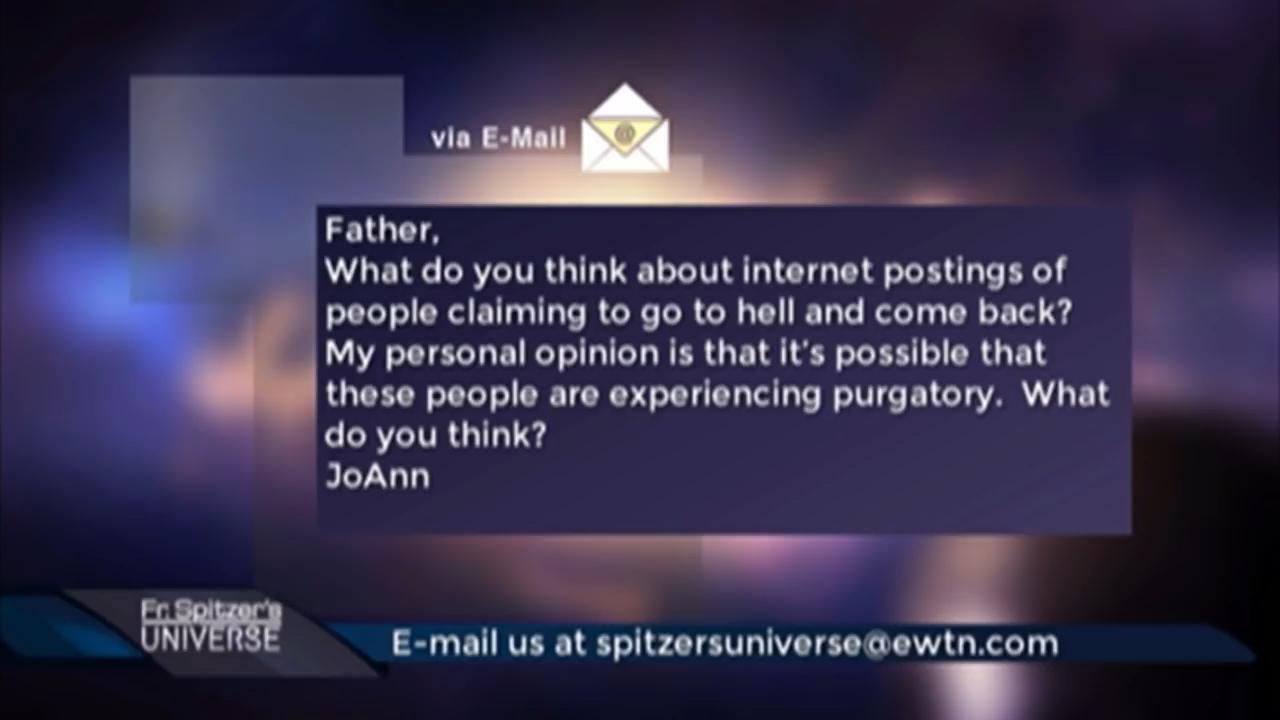 via E-Mail
@
Father,
What do you think about internet postings of
people claiming to go to hell and come back?
My personal opinion is that it's possible that
these people are experiencing purgatory.  What
do you think?
JoAnn
Fr. Spitzer's
UNIVERSE
E-mail us at spitzersuniverse@ewtn.com